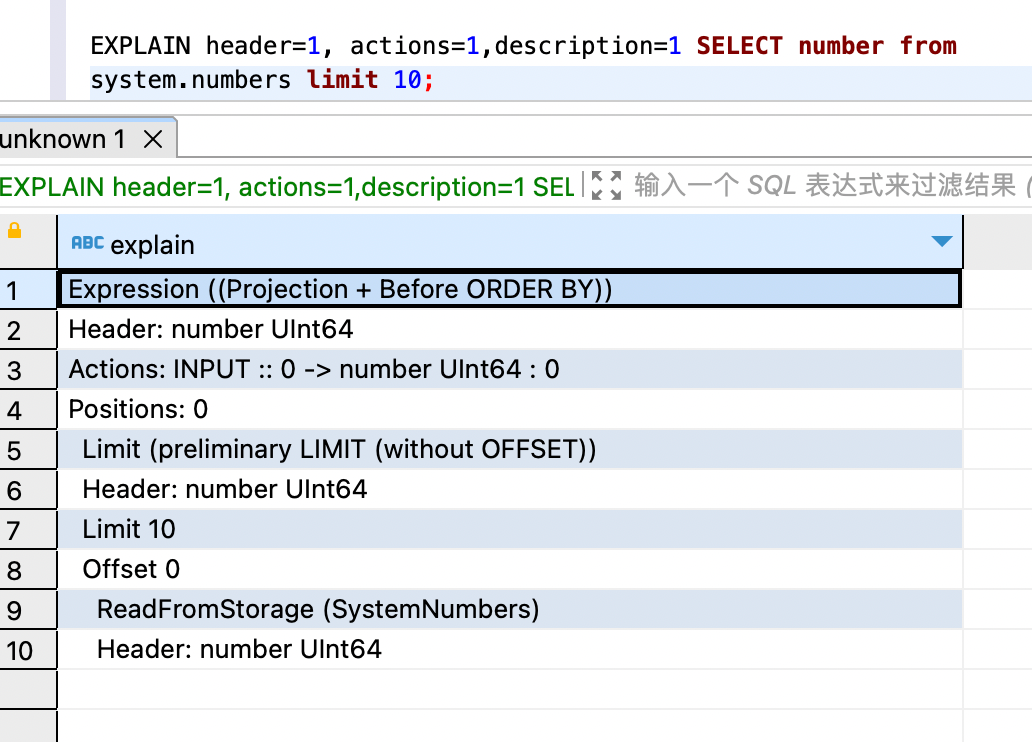 EXPLAIN header=1, actions=1,description=1 SELECT number from
system.numbers limit 10;
unknown 1
EXPLAIN header=1, actions=1,description=1 SEL 输入一个 SQL 表达式来过滤结果 (
ABC explain
1 Expression ((Projection + Before ORDER BY))
2 Header: number UInt64
3 Actions: INPUT :: 0 -> number UInt64 : 0
4 Positions: 0
5 Limit (preliminary LIMIT (without OFFSET))
6 Header: number UInt64
7 Limit 10
8 Offset 0
9 ReadFromStorage (SystemNumbers)
10 Header: number UInt64